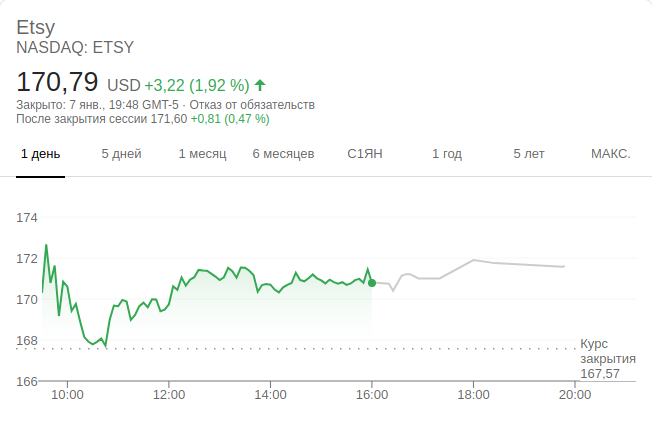 Etsy
NASDAQ: ETSY
170,79 USD +3,22 (1,92 %)
Закрыто: 7 янв., 19:48 GMT-5 · Отказ от обязательств
После закрытия сессии 171,60 +0,81 (0,47 %)
1 день 5 дней 1 месяц 6 месяцев С1ЯН 1 год 5 лет МАКС.
174
172
170
168
166
Курс
закрытия
167,57
10:00 12:00 14:00 16:00 18:00 20:00